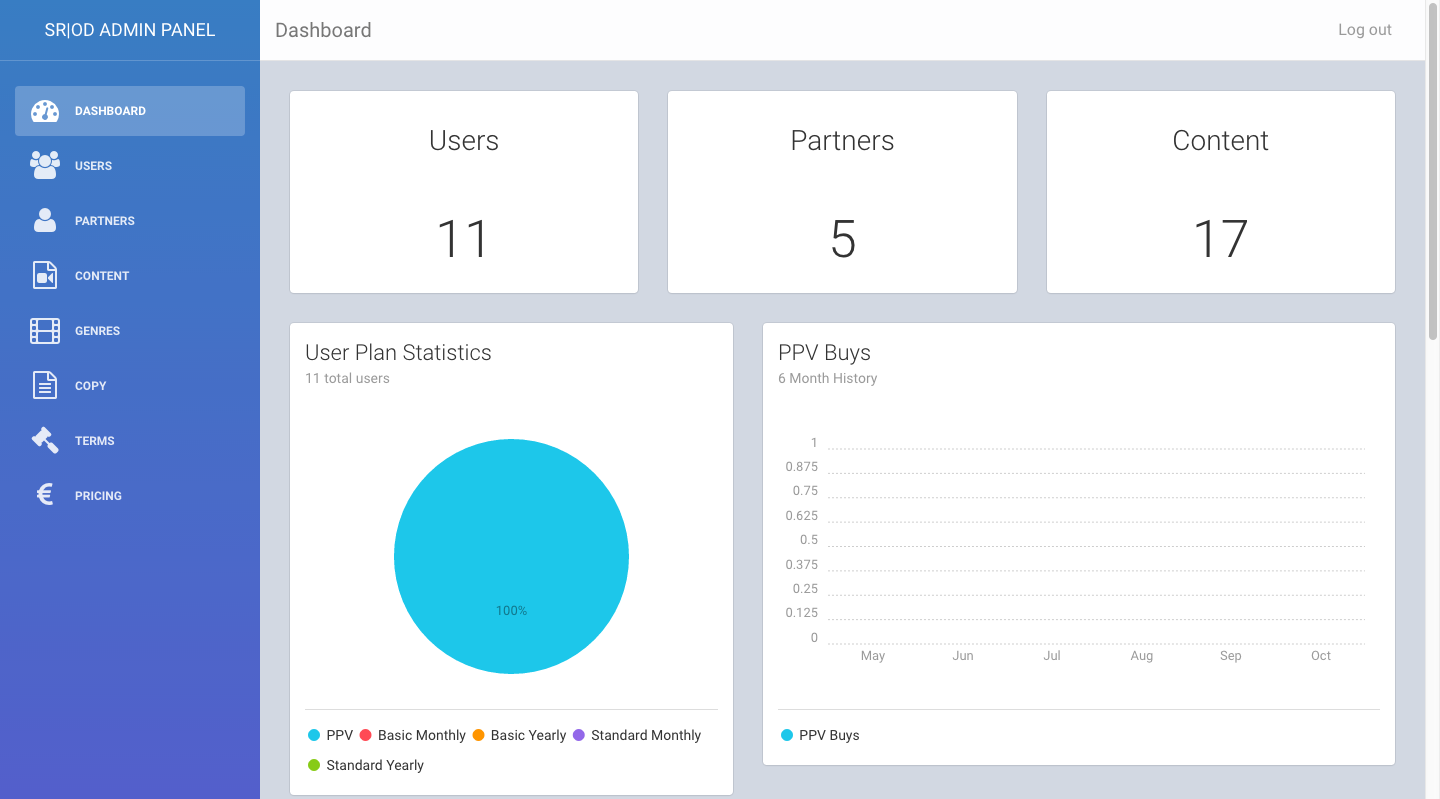 SR|OD ADMIN PANEL
Dashboard
Log out
DASHBOARD
USERS
PARTNERS
CONTENT
GENRES
COPY
TERMS
PRICING
Users
11
Partners
5
Content
17
User Plan Statistics
11 total users
100%
PPV Basic Monthly Basic Yearly Standard Monthly
Standard Yearly
PPV Buys
6 Month History
1
0.875
0.75
0.625
0.5
0.375
0.25
0.125
0
May Jun Jul Aug Sep Oct
PPV Buys